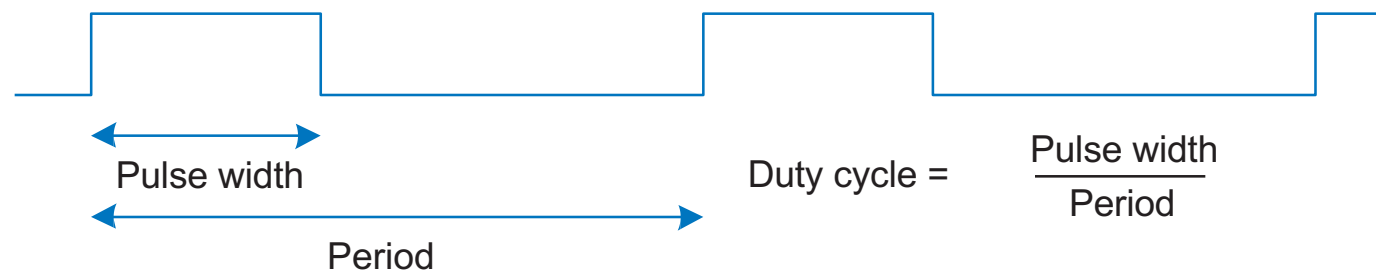 Pulse width
Period
Duty cycle =
Pulse width
Period